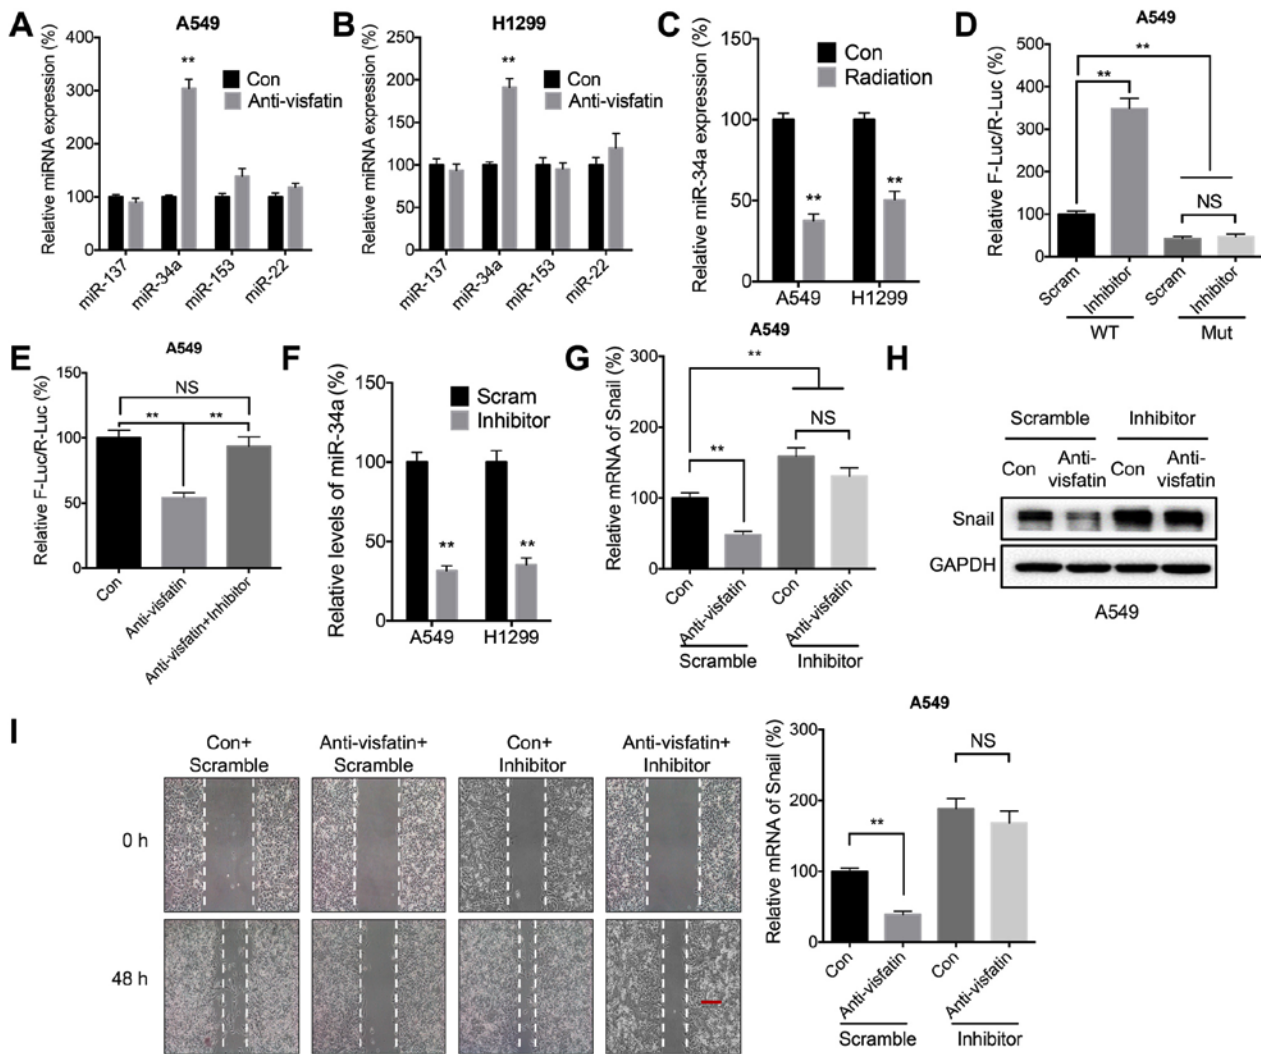 A
A549
Relative miRNA expression (%)
400
300
200
100
0
**
Con
Anti-visfatin
miR-137
miR-34a
miR-153
miR-22
B
H1299
Relative miRNA expression (%)
250
200
150
100
50
0
**
Con
Anti-visfatin
miR-137
miR-34a
miR-153
miR-22
C
Relative miR-34a expression (%)
150
100
50
0
Con
Radiation
**
**
A549
H1299
D
A549
Relative F-Luc/R-Luc (%)
500
400
300
200
100
0
**
**
NS
Scram
Inhibitor
Scram
Inhibitor
WT
Mut
E
A549
Relative F-Luc/R-Luc (%)
150
100
50
0
NS
**
**
Con
Anti-visfatin
Anti-visfatin+Inhibitor
F
Relative levels of miR-34a (%)
150
100
50
0
Scram
Inhibitor
**
**
A549
H1299
G
A549
Relative mRNA of Snail (%)
300
200
150
100
50
0
**
**
NS
Con
Anti-visfatin
Con
Anti-visfatin
Scramble
Inhibitor
H
Scramble
Inhibitor
Con
Anti-
visfatin
Con
Anti-
visfatin
Snail
GAPDH
A549
I
Con+
Scramble
Anti-visfatin+
Scramble
Con+
Inhibitor
Anti-visfatin+
Inhibitor
0 h
48 h
A549
Relative mRNA of Snail (%)
300
200
100
0
**
NS
Con
Anti-visfatin
Con
Anti-visfatin
Scramble
Inhibitor